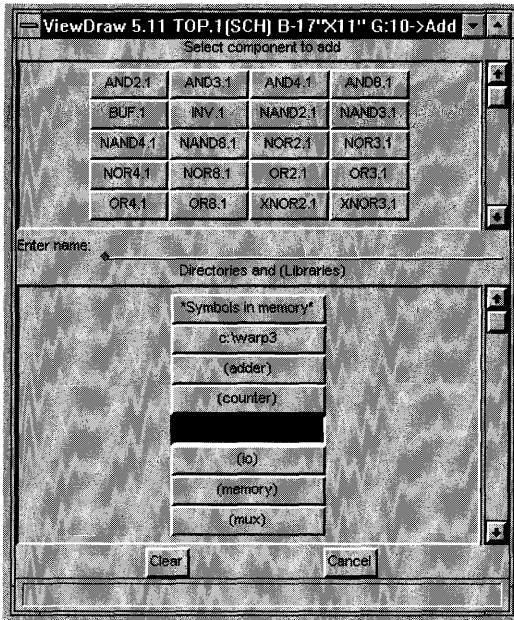 ViewDraw 5.11 TOP.1(SCH) B-17"X11" G:10->Add
Select component to add
AND2.1 AND3.1 AND4.1 AND8.1
BUF.1 INV.1 NAND2.1 NAND3.1
NAND4.1 NAND8.1 NOR2.1 NOR3.1
NOR4.1 NOR8.1 OR2.1 OR3.1
OR4.1 OR8.1 XNOR2.1 XNOR3.1
Enter name:
Directories and (Libraries)
*Symbols in memory*
c:\warp3
(adder)
(counter)
(io)
(memory)
(mux)
Clear Cancel